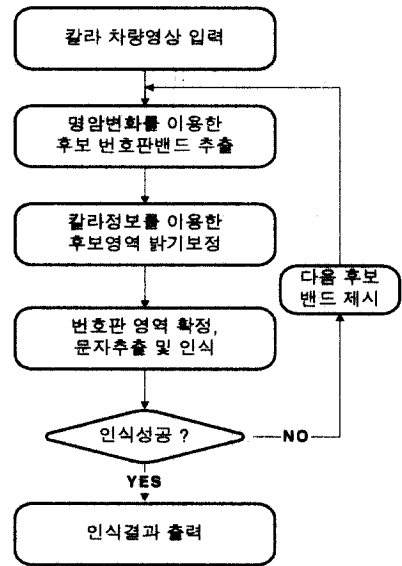 칼라 차량영상 입력
명암변화를 이용한
후보 번호판밴드 추출
칼라정보를 이용한
후보영역 밝기보정
다음 후보
밴드 제시
번호판 영역 확정,
문자추출 및 인식
인식성공 ?
NO
YES
인식결과 출력